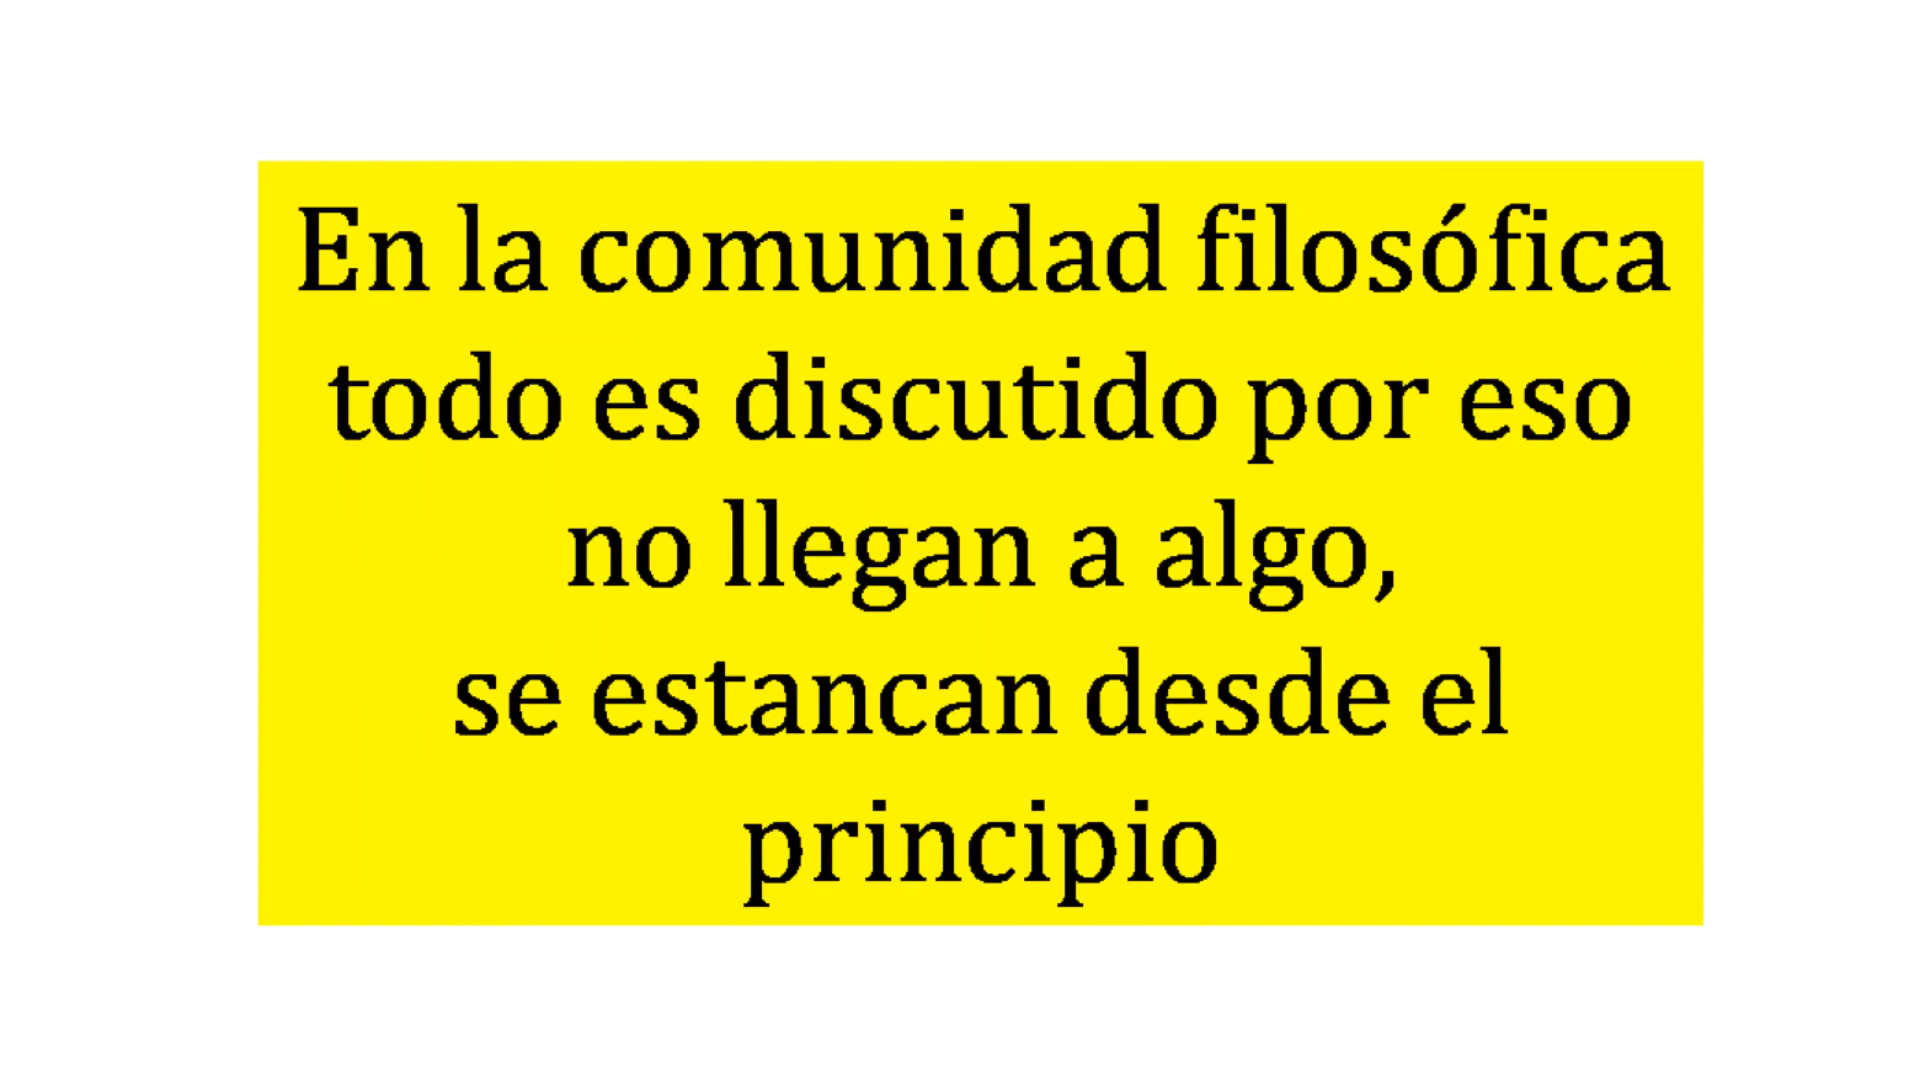 En la comunidad filosófica
todo es discutido por eso
no llegan a algo,
se estancan desde el
principio